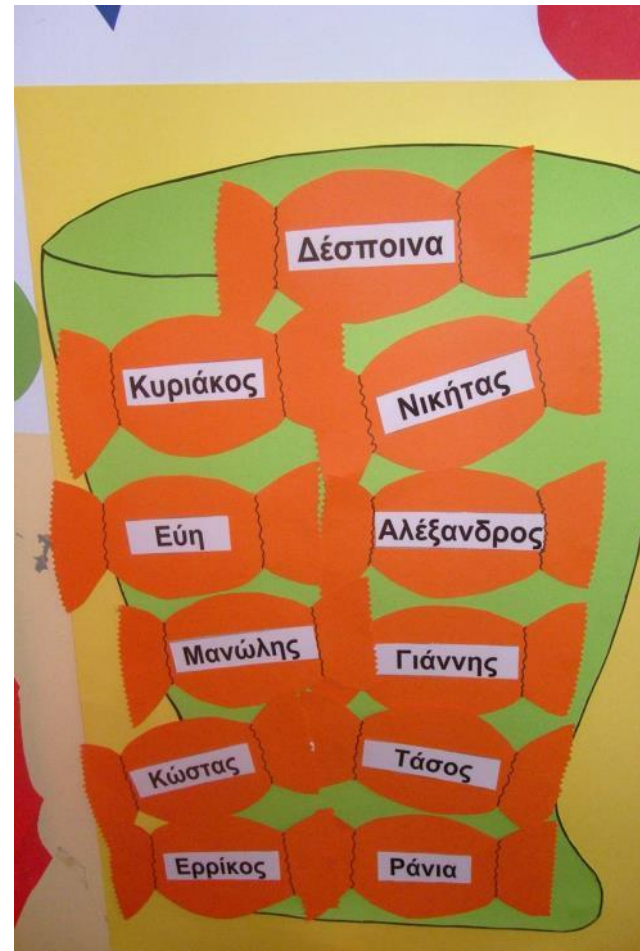 Δέσποινα
Κυριάκος
Νικήτας
Εύη
Αλέξανδρος
Μανώλης
Γιάννης
Κώστας
Τάσος
Ερρίκος
Ράνια